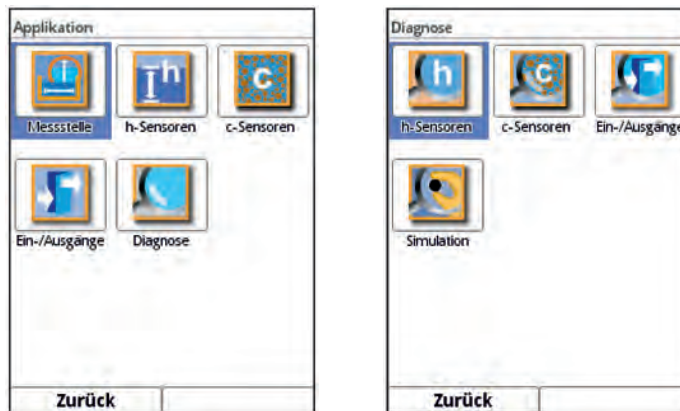 Applikation
i
h
c
Messstelle
h-Sensoren
c-Sensoren
Ein-/Ausgänge
Diagnose
Zurück
Diagnose
h
c
h-Sensoren
c-Sensoren
Ein-/Ausgänge
Simulation
Zurück